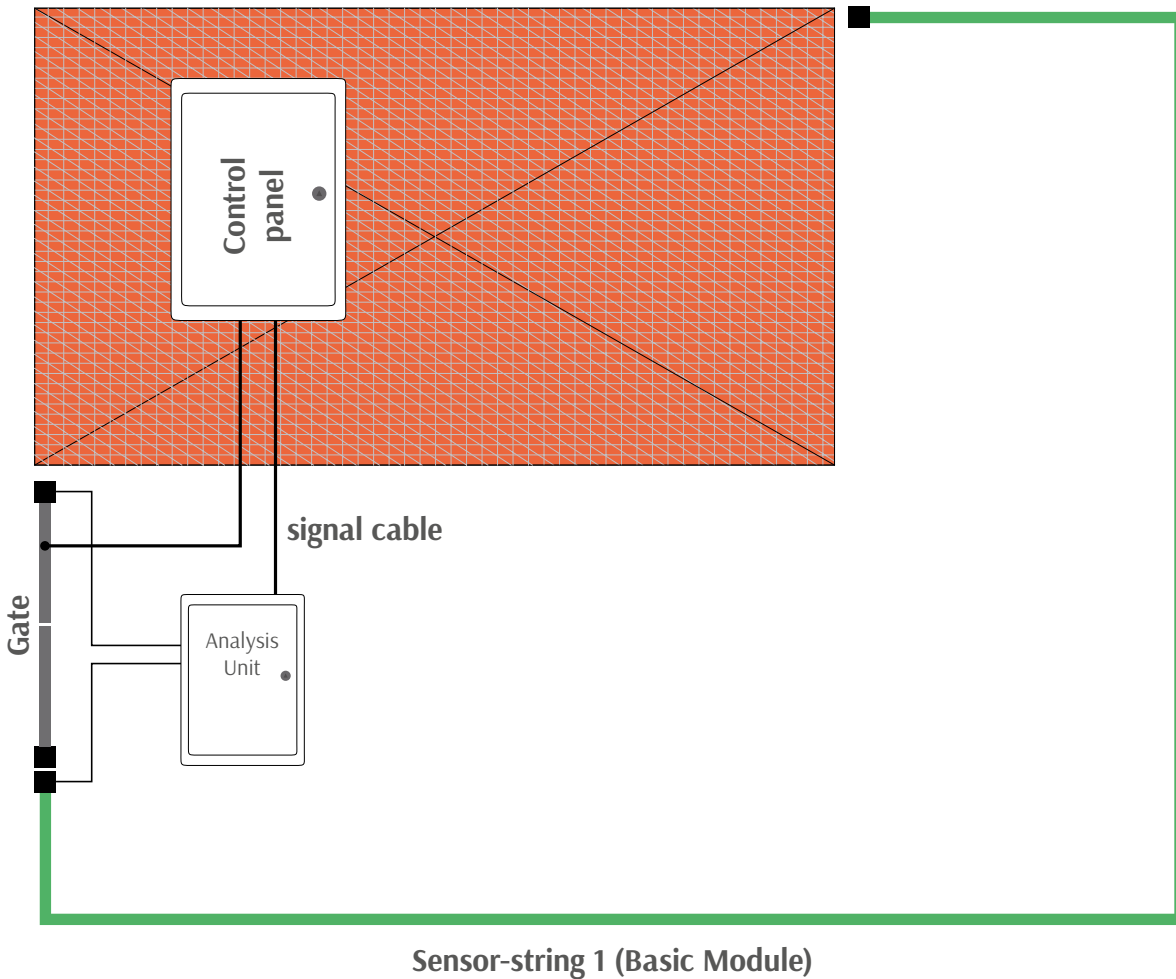 Control
panel
signal cable
Gate
Analysis
Unit
Sensor-string 1 (Basic Module)